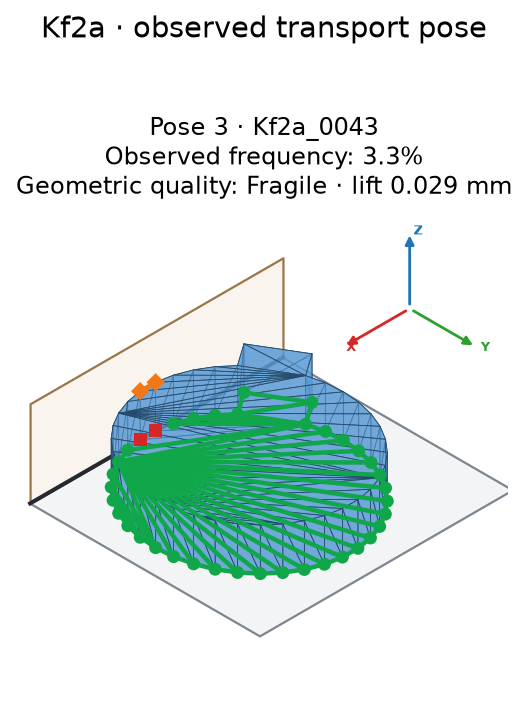 Kf2a · observed transport pose
Pose 3 · Kf2a_0043
Observed frequency: 3.3%
Geometric quality: Fragile · lift 0.029 mm
Z
X
Y